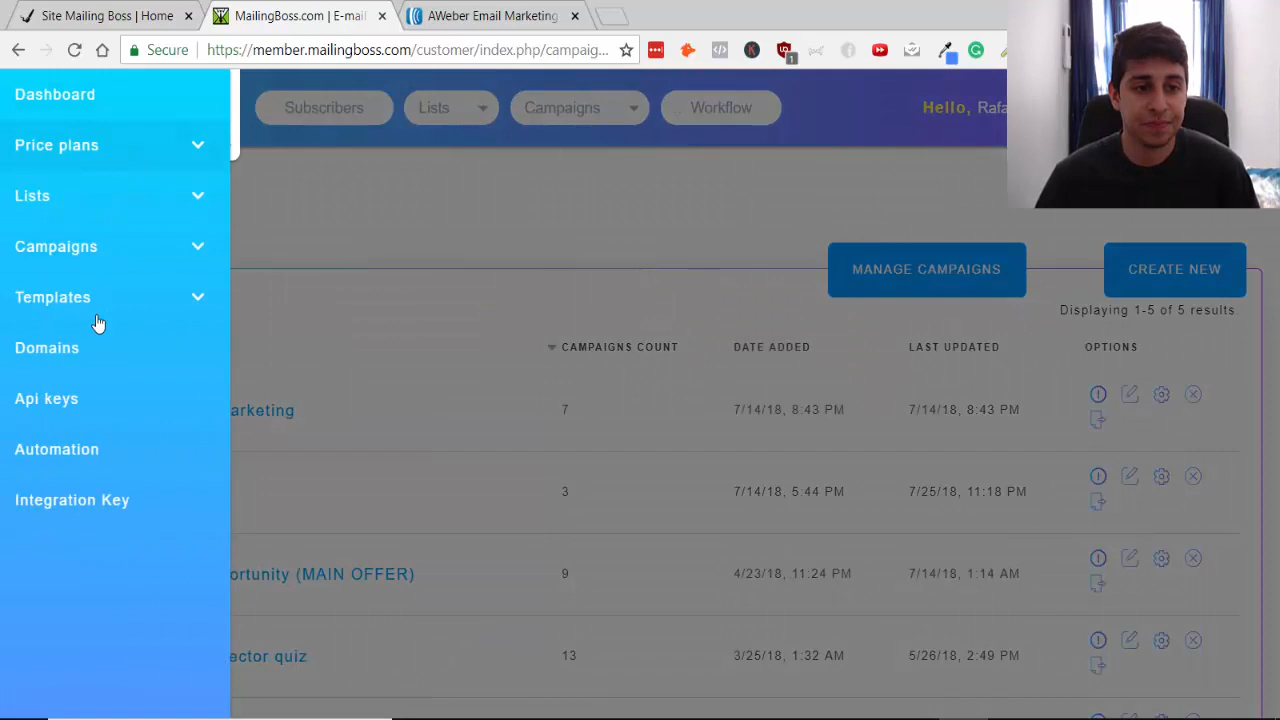 Site Mailing Boss | Home
MailingBoss.com | E-mail
AWeber Email Marketing
Secure
https://member.mailingboss.com/customer/index.php/campaig...
1
Dashboard
Price plans
Lists
Campaigns
Templates
Domains
Api keys
Automation
Integration Key
Subscribers
Lists
Campaigns
Workflow
Hello, Rafa
MANAGE CAMPAIGNS
CREATE NEW
Displaying 1-5 of 5 results.
CAMPAIGNS COUNT DATE ADDED LAST UPDATED OPTIONS
arketing 7 7/14/18, 8:43 PM 7/14/18, 8:43 PM
3 7/14/18, 5:44 PM 7/25/18, 11:18 PM
ortunity (MAIN OFFER) 9 4/23/18, 11:24 PM 7/14/18, 1:14 AM
actor quiz 13 3/25/18, 1:32 AM 5/26/18, 2:49 PM